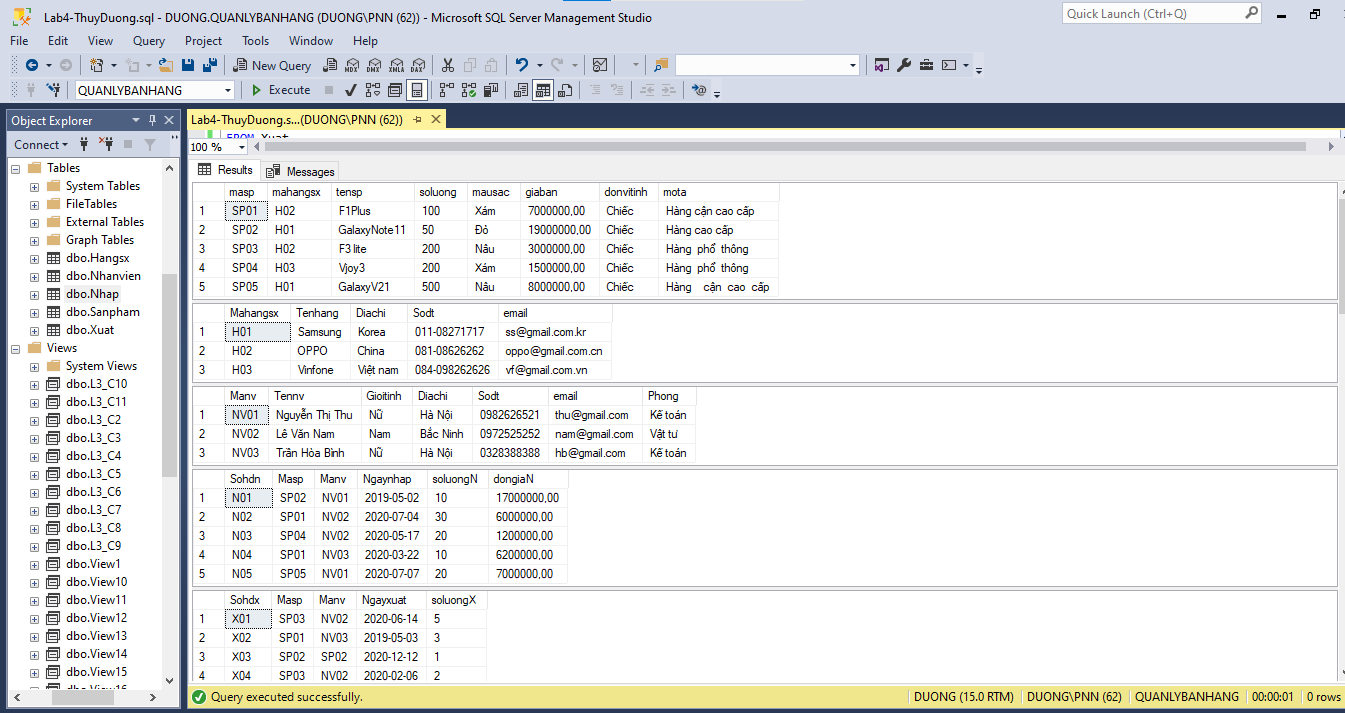 Lab4-ThuyDuong.sql - DUONG.QUANLYBANHANG (DUONG\PNN (62)) - Microsoft SQL Server Management Studio
Quick Launch (Ctrl+Q)
File Edit View Query Project Tools Window Help
New Query
MDX DMX XMLA DAX
QUANLYBANHANG
Execute
Object Explorer
Connect
Tables
System Tables
FileTables
External Tables
Graph Tables
dbo.Hangsx
dbo.Nhanvien
dbo.Nhap
dbo.Sanpham
dbo.Xuat
Views
System Views
dbo.L3_C10
dbo.L3_C11
dbo.L3_C2
dbo.L3_C3
dbo.L3_C4
dbo.L3_C5
dbo.L3_C6
dbo.L3_C7
dbo.L3_C8
dbo.L3_C9
dbo.View1
dbo.View10
dbo.View11
dbo.View12
dbo.View13
dbo.View14
dbo.View15
dbo.View16
Lab4-ThuyDuong.s...(DUONG\PNN (62))
FROM Xuat
100 %
Results Messages
masp mahangsx tensp soluong mausac giaban donvitinh mota
1 SP01 H02 F1Plus 100 Xám 7000000,00 Chiếc Hàng cận cao cấp
2 SP02 H01 GalaxyNote11 50 Đỏ 19000000,00 Chiếc Hàng cao cấp
3 SP03 H02 F3 lite 200 Nâu 3000000,00 Chiếc Hàng phổ thông
4 SP04 H03 Vjoy3 200 Xám 1500000,00 Chiếc Hàng phổ thông
5 SP05 H01 GalaxyV21 500 Nâu 8000000,00 Chiếc Hàng cận cao cấp
Mahangsx Tenhang Diachi Sodt email
1 H01 Samsung Korea 011-08271717 ss@gmail.com.kr
2 H02 OPPO China 081-08626262 oppo@gmail.com.cn
3 H03 Vinfone Việt nam 084-098262626 vf@gmail.com.vn
Manv Tennv Gioitinh Diachi Sodt email Phong
1 NV01 Nguyễn Thị Thu Nữ Hà Nội 0982626521 thu@gmail.com Kế toán
2 NV02 Lê Văn Nam Nam Bắc Ninh 0972525252 nam@gmail.com Vật tư
3 NV03 Trần Hòa Bình Nữ Hà Nội 0328388388 hb@gmail.com Kế toán
Sohdn Masp Manv Ngaynhap soluongN dongiaN
1 N01 SP02 NV01 2019-05-02 10 17000000,00
2 N02 SP01 NV02 2020-07-04 30 6000000,00
3 N03 SP04 NV02 2020-05-17 20 1200000,00
4 N04 SP01 NV03 2020-03-22 10 6200000,00
5 N05 SP05 NV01 2020-07-07 20 7000000,00
Sohdx Masp Manv Ngayxuat soluongX
1 X01 SP03 NV02 2020-06-14 5
2 X02 SP01 NV03 2019-05-03 3
3 X03 SP02 SP02 2020-12-12 1
4 X04 SP03 NV02 2020-02-06 2
Query executed successfully. DUONG (15.0 RTM) DUONG\PNN (62) QUANLYBANHANG 00:00:01 0 rows